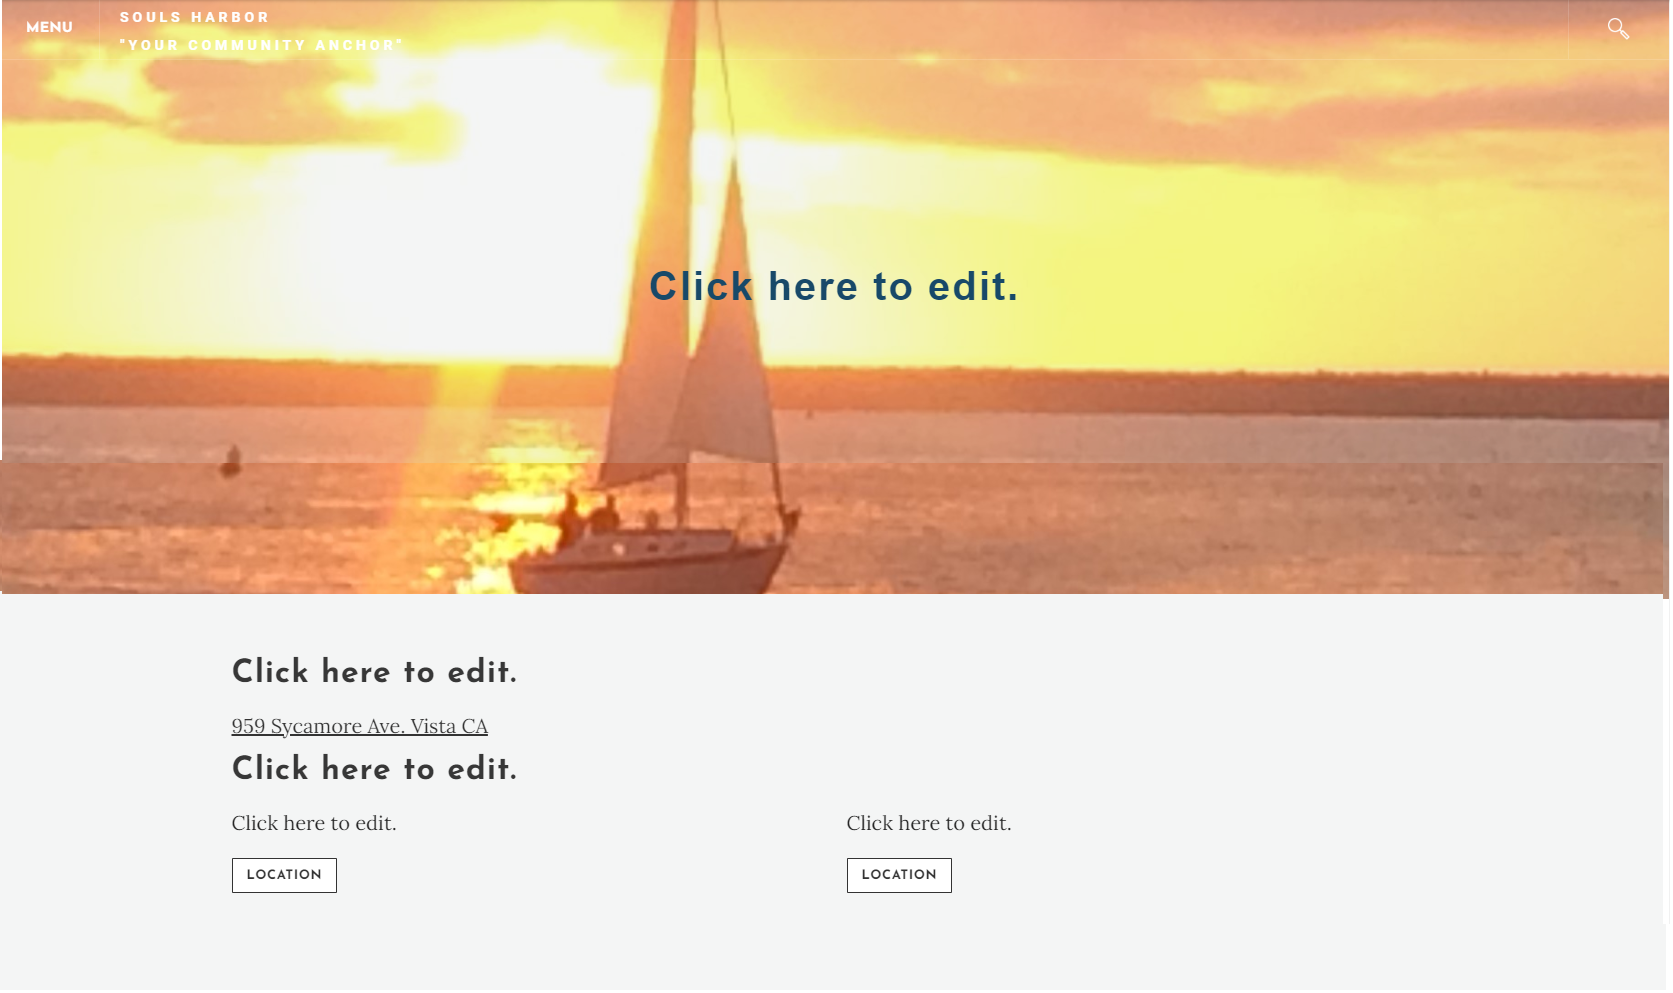 MENU
SOULS HARBOR
"YOUR COMMUNITY ANCHOR"
Click here to edit.
Click here to edit.
959 Sycamore Ave. Vista CA
Click here to edit.
Click here to edit.
Click here to edit.
LOCATION
LOCATION